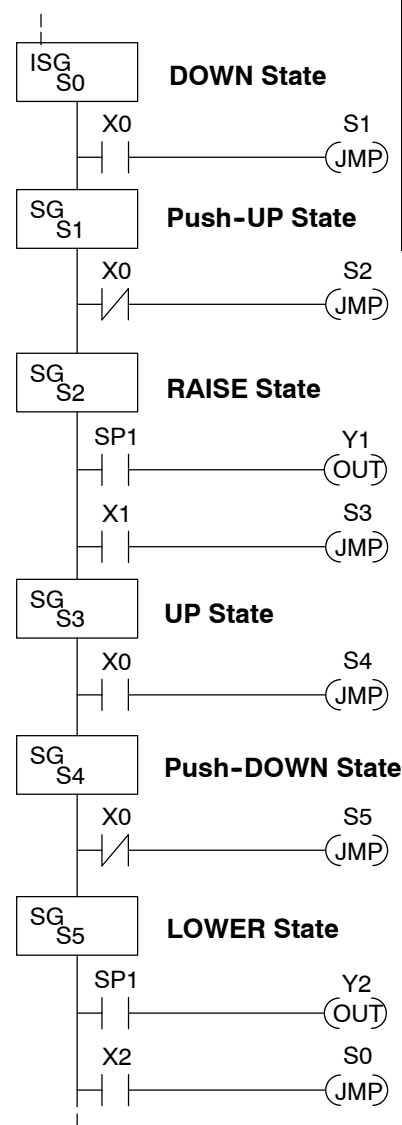 ISG
S0
DOWN State
X0
S1
JMP
SG
S1
Push-UP State
X0
S2
JMP
SG
S2
RAISE State
SP1
Y1
OUT
X1
S3
JMP
SG
S3
UP State
X0
S4
JMP
SG
S4
Push-DOWN State
X0
S5
JMP
SG
S5
LOWER State
SP1
Y2
OUT
X2
S0
JMP